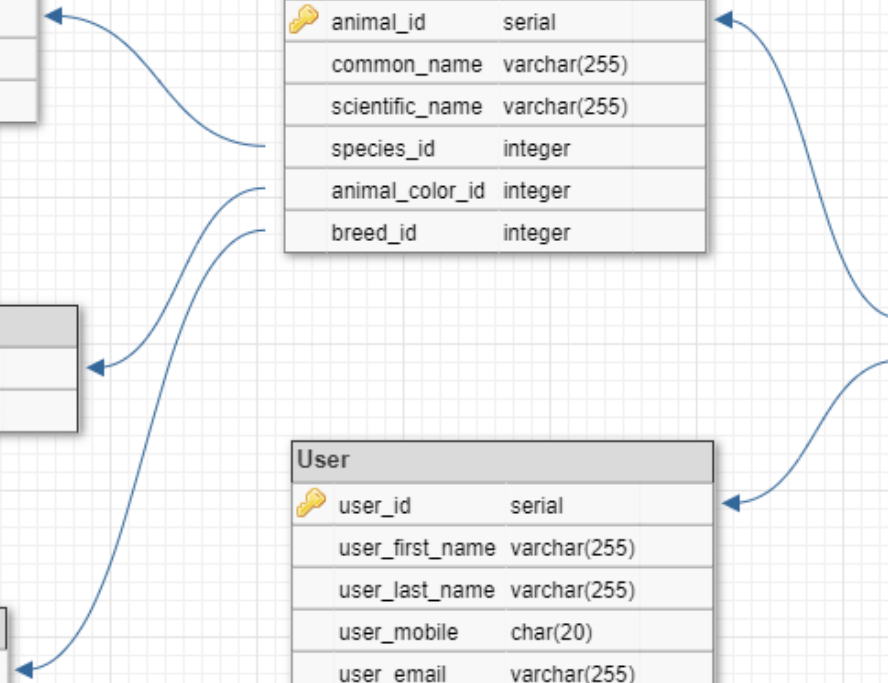 animal_id serial
common_name varchar(255)
scientific_name varchar(255)
species_id integer
animal_color_id integer
breed_id integer
User
user_id serial
user_first_name varchar(255)
user_last_name varchar(255)
user_mobile char(20)
user_email varchar(255)